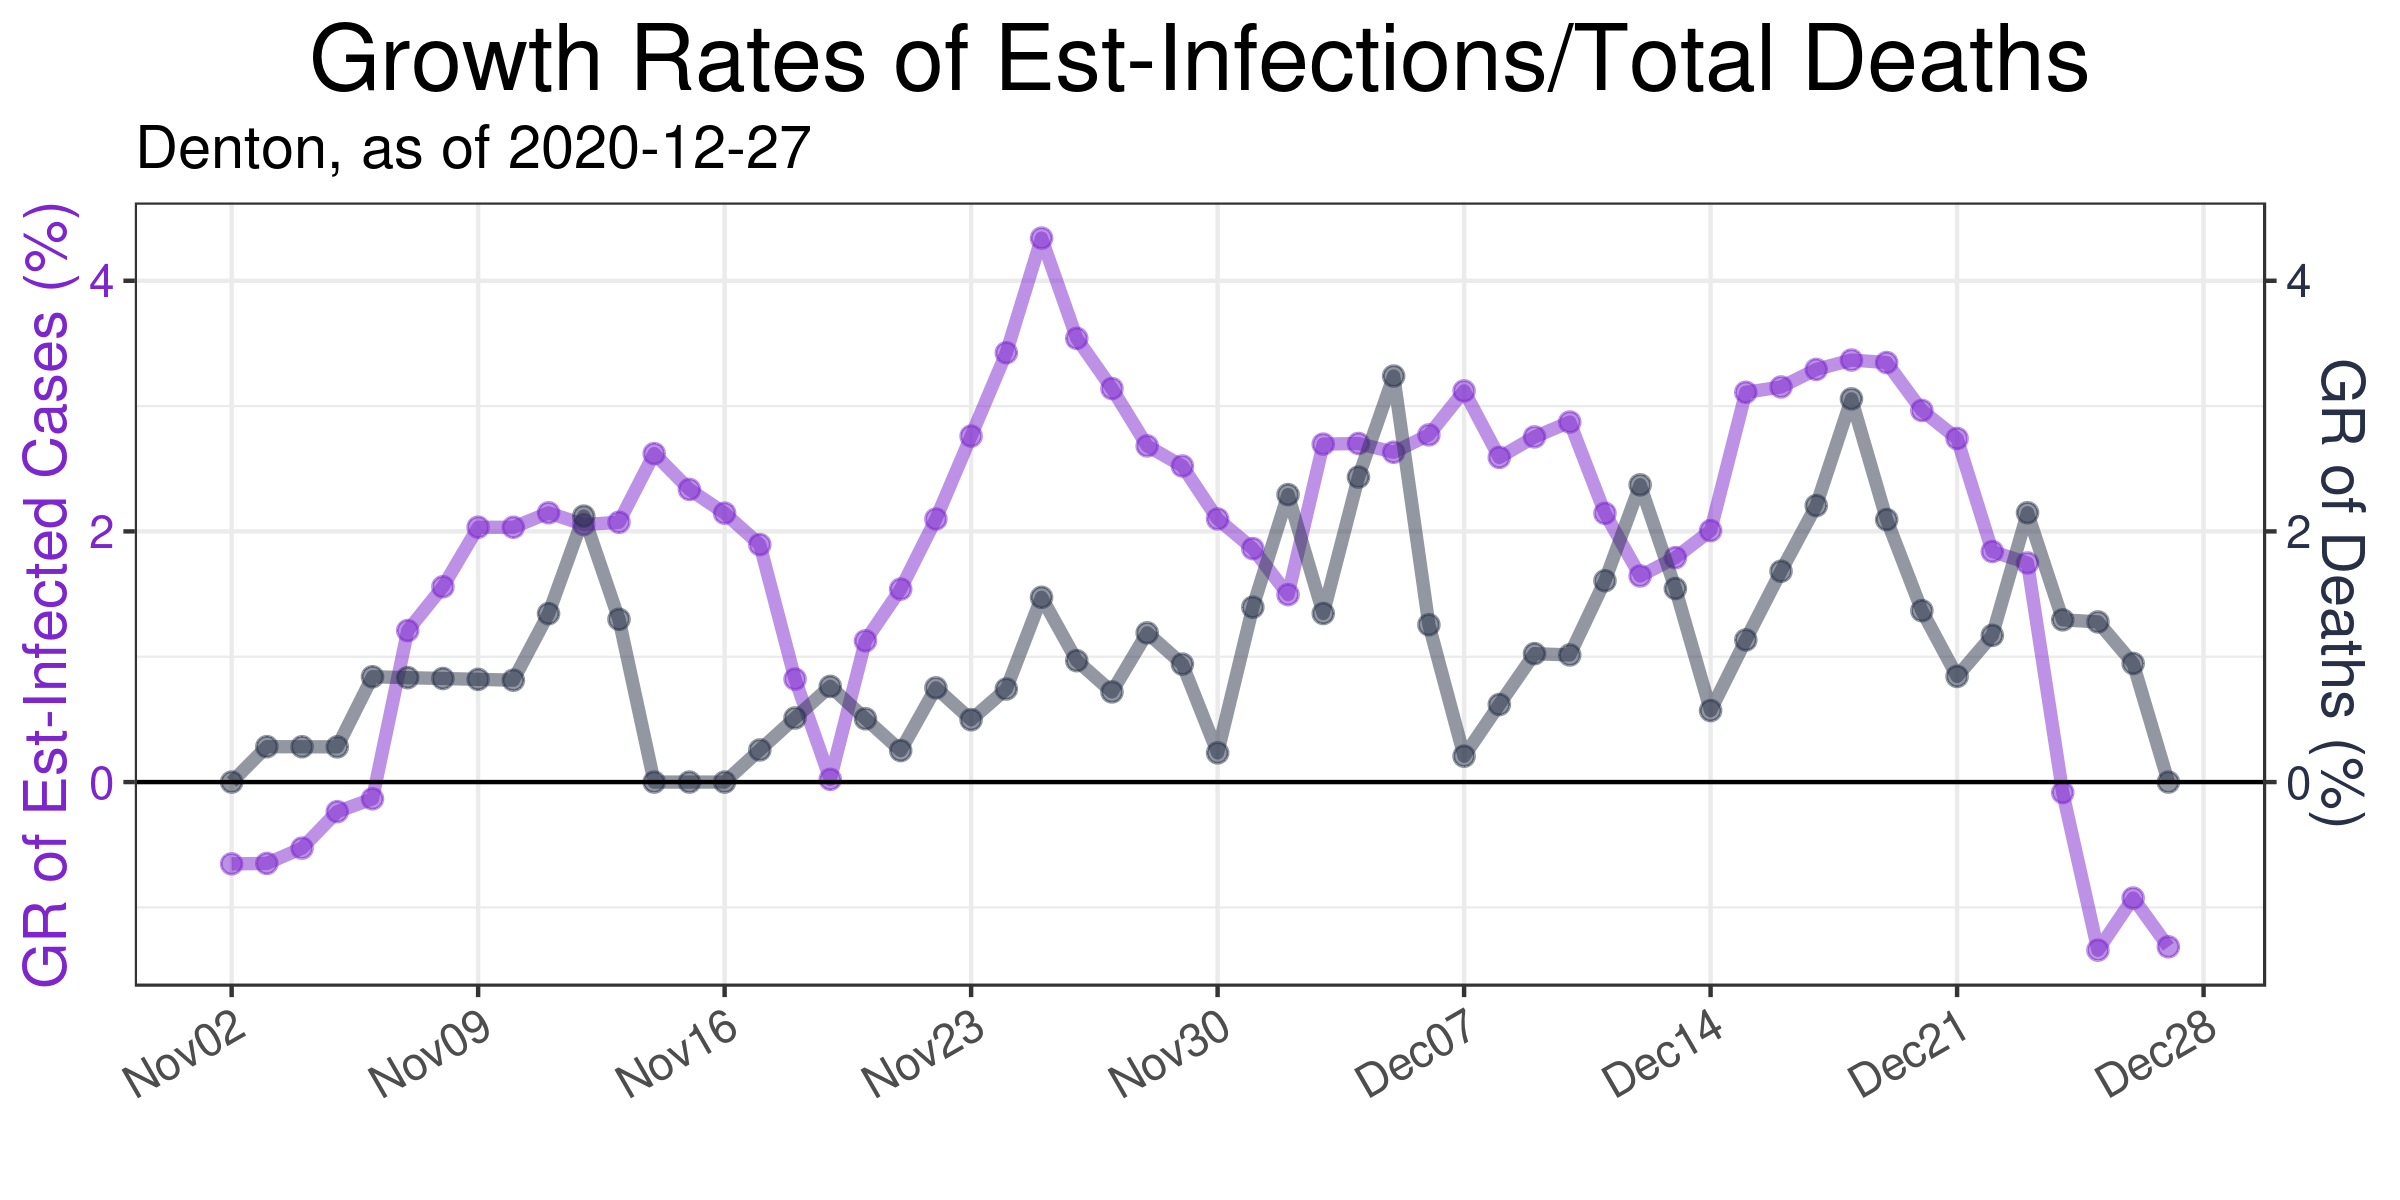 Growth Rates of Est-Infections/Total Deaths
Denton, as of 2020-12-27
GR of Est-Infected Cases (%)
4
2
0
4
2
0
GR of Deaths (%)
Nov02
Nov09
Nov16
Nov23
Nov30
Dec07
Dec14
Dec21
Dec28